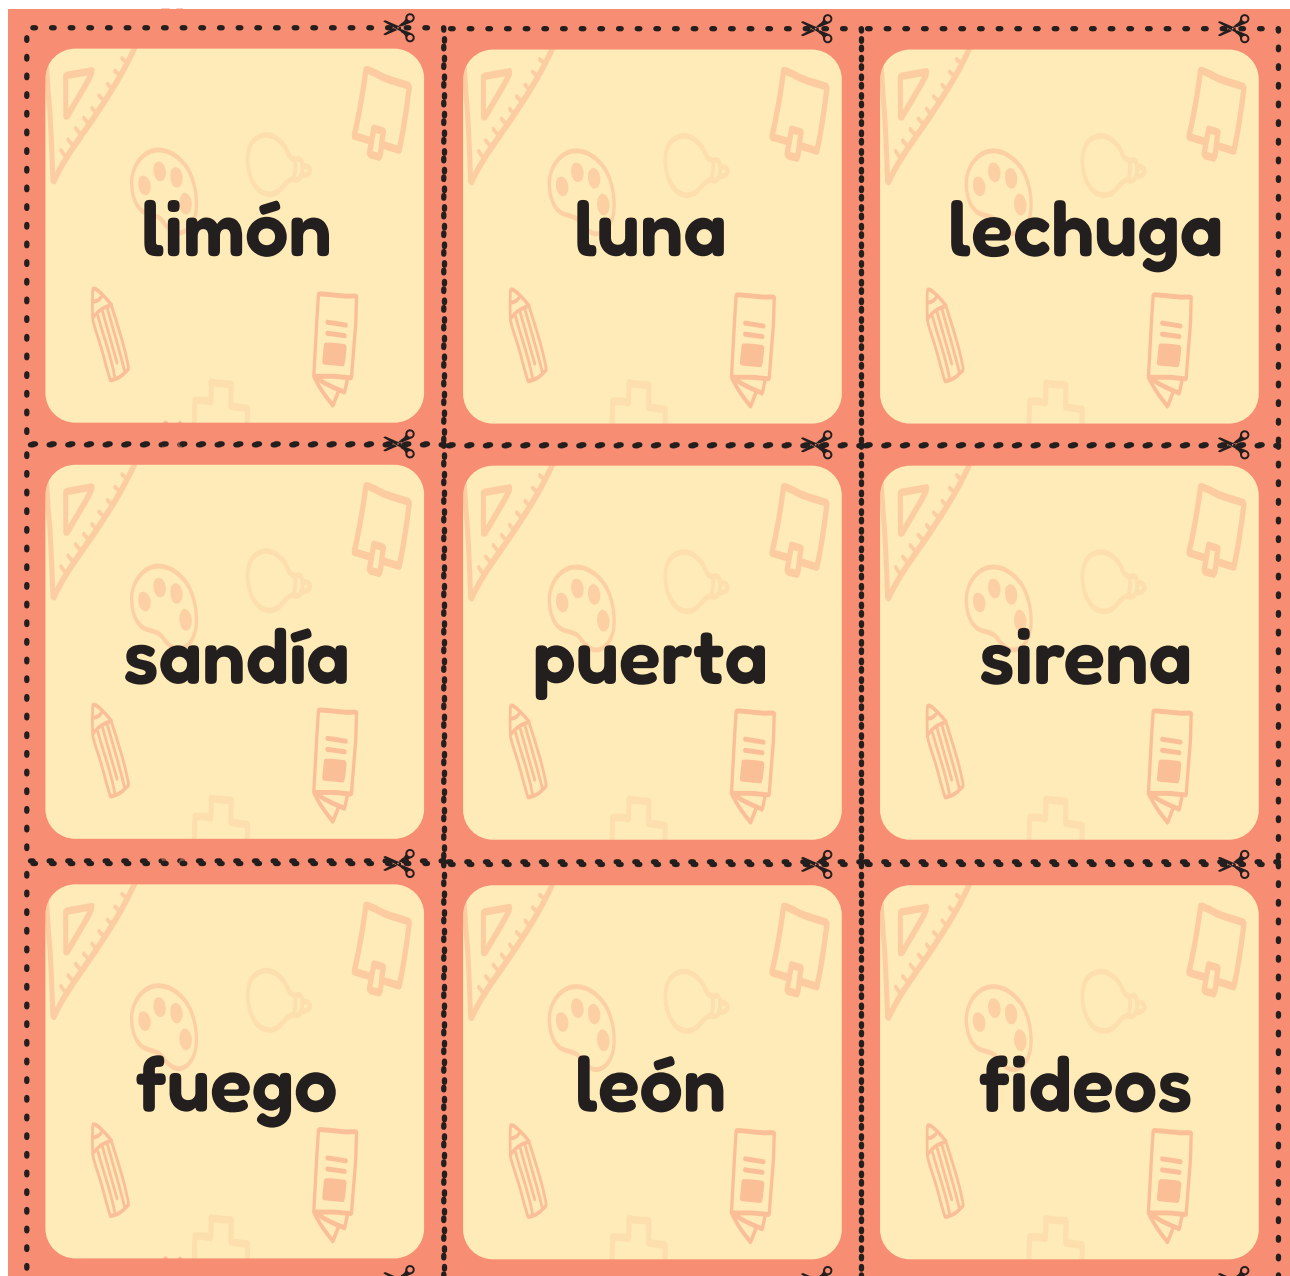 limón
luna
lechuga
sandía
puerta
sirena
fuego
león
fideos